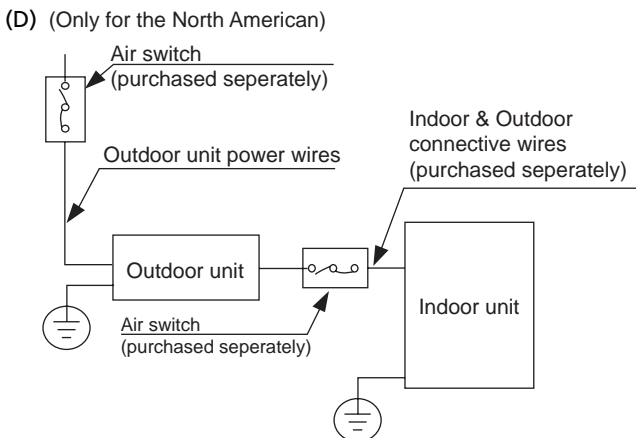 (D) (Only for the North American)
Air switch
(purchased seperately)
Indoor & Outdoor
connective wires
(purchased seperately)
Outdoor unit power wires
Outdoor unit
Indoor unit
Air switch
(purchased seperately)